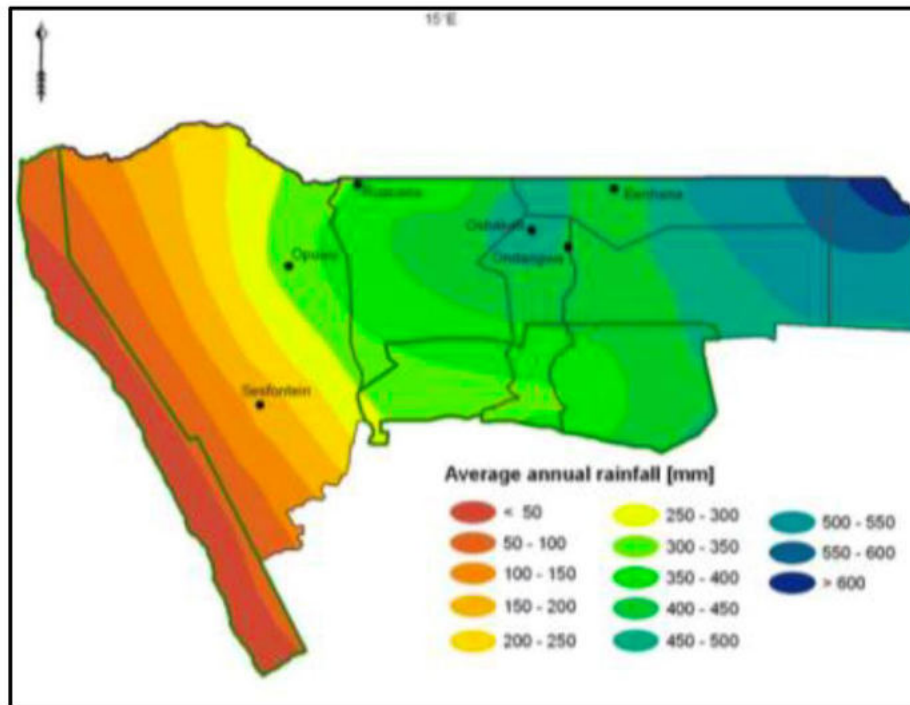 15°E
Ruacana
Eenhana
Oshakati
Ondangwa
Opuwo
Sesfontein
Average annual rainfall [mm]
< 50
50 - 100
100 - 150
150 - 200
200 - 250
250 - 300
300 - 350
350 - 400
400 - 450
450 - 500
500 - 550
550 - 600
> 600